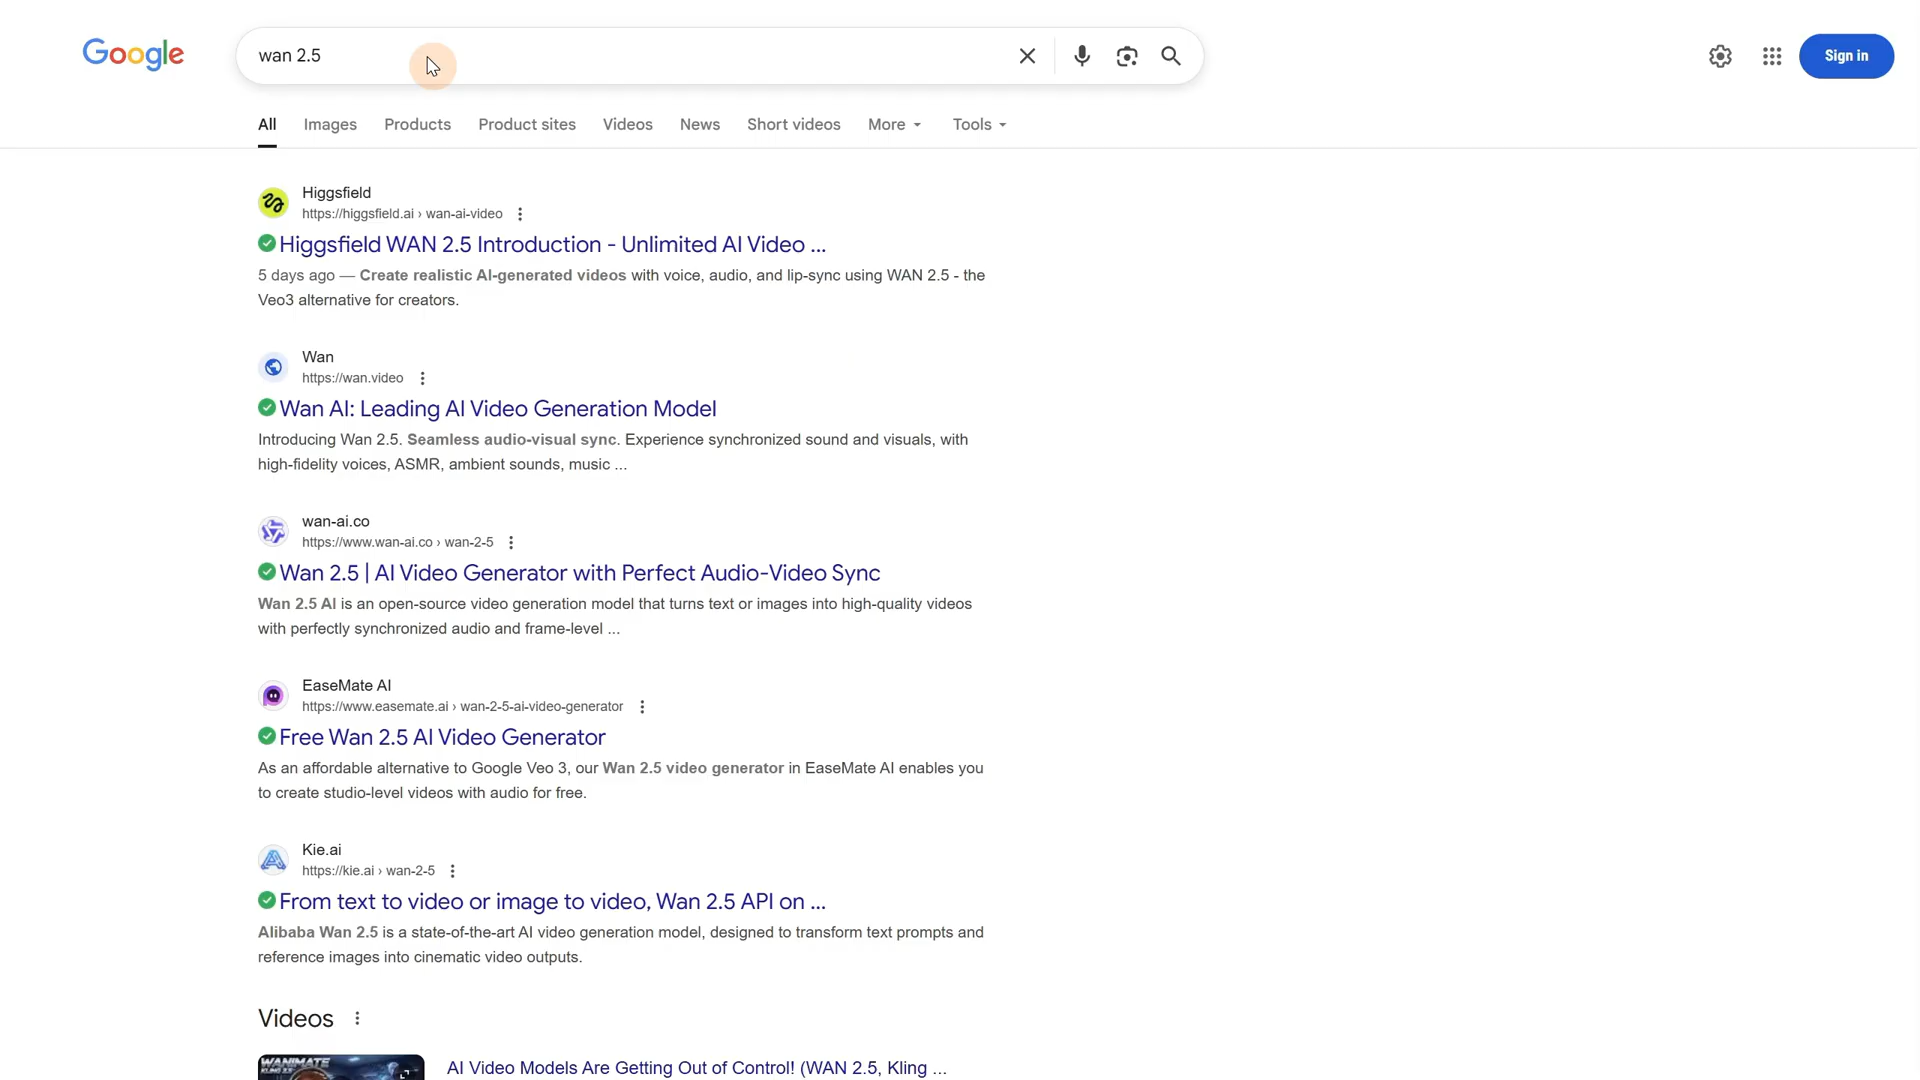 Google
wan 2.5
Sign in
All Images Products Product sites Videos News Short videos More Tools
Higgsfield
https://higgsfield.ai › wan-ai-video
Higgsfield WAN 2.5 Introduction - Unlimited AI Video ...
5 days ago — Create realistic AI-generated videos with voice, audio, and lip-sync using WAN 2.5 - the
Veo3 alternative for creators.
Wan
https://wan.video
Wan AI: Leading AI Video Generation Model
Introducing Wan 2.5. Seamless audio-visual sync. Experience synchronized sound and visuals, with
high-fidelity voices, ASMR, ambient sounds, music ...
wan-ai.co
https://www.wan-ai.co › wan-2-5
Wan 2.5 | AI Video Generator with Perfect Audio-Video Sync
Wan 2.5 AI is an open-source video generation model that turns text or images into high-quality videos
with perfectly synchronized audio and frame-level ...
EaseMate AI
https://www.easemate.ai › wan-2-5-ai-video-generator
Free Wan 2.5 AI Video Generator
As an affordable alternative to Google Veo 3, our Wan 2.5 video generator in EaseMate AI enables you
to create studio-level videos with audio for free.
Kie.ai
https://kie.ai › wan-2-5
From text to video or image to video, Wan 2.5 API on ...
Alibaba Wan 2.5 is a state-of-the-art AI video generation model, designed to transform text prompts and
reference images into cinematic video outputs.
Videos
WANIMATE
AI Video Models Are Getting Out of Control! (WAN 2.5, Kling ...